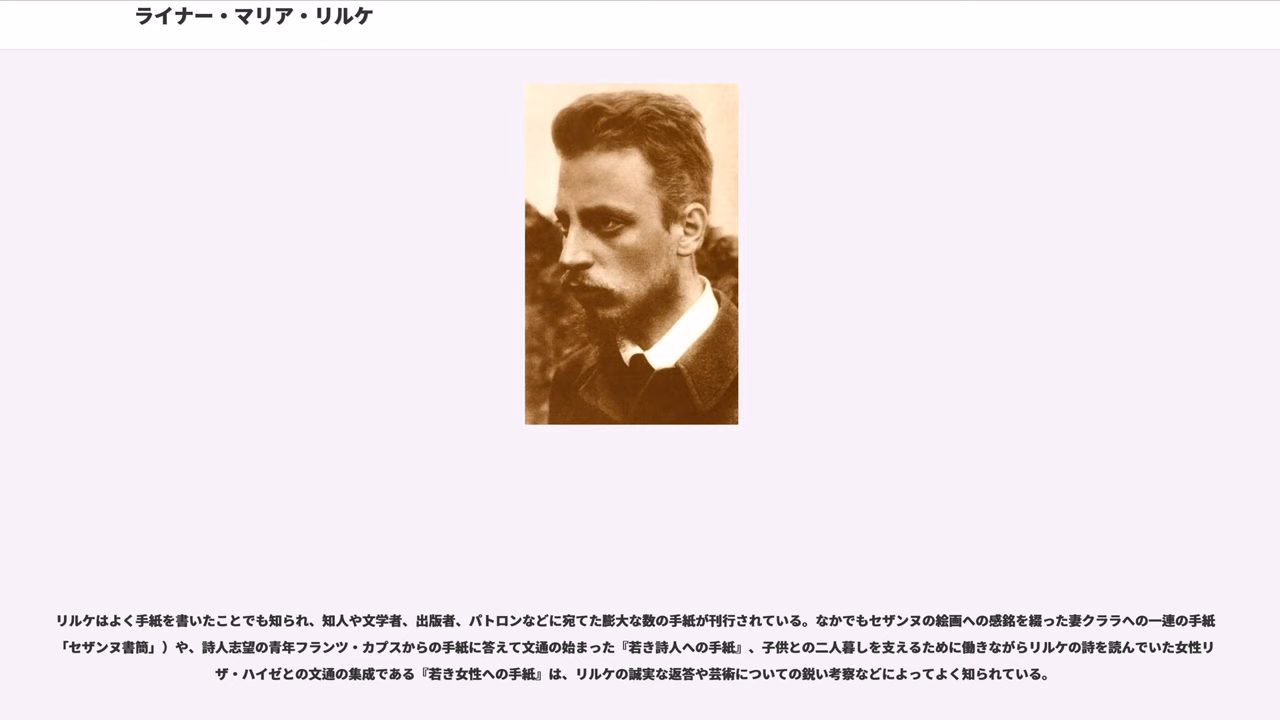 ライナー・マリア・リルケ
リルケはよく手紙を書いたことでも知られ、知人や文学者、出版者、パトロンなどに宛てた膨大な数の手紙が刊行されている。なかでもセザンヌの絵画への感銘を綴った妻クララへの一連の手紙
「セザンヌ書簡」）や、詩人志望の青年フランツ・カプスからの手紙に答えて文通の始まった『若き詩人への手紙』、子供との二人暮しを支えるために働きながらリルケの詩を読んでいた女性リ
ザ・ハイゼとの文通の集成である『若き女性への手紙』は、リルケの誠実な返答や芸術についての鋭い考察などによってよく知られている。